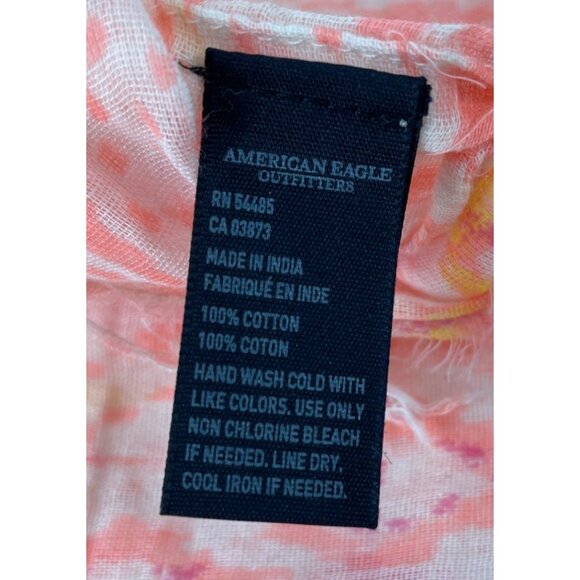 AMERICAN EAGLE
OUTFITTERS
RN 54485
CA 03873
MADE IN INDIA
FABRIQUÉ EN INDE
100% COTTON
100% COTON
HAND WASH COLD WITH
LIKE COLORS. USE ONLY
NON CHLORINE BLEACH
IF NEEDED. LINE DRY.
COOL IRON IF NEEDED.